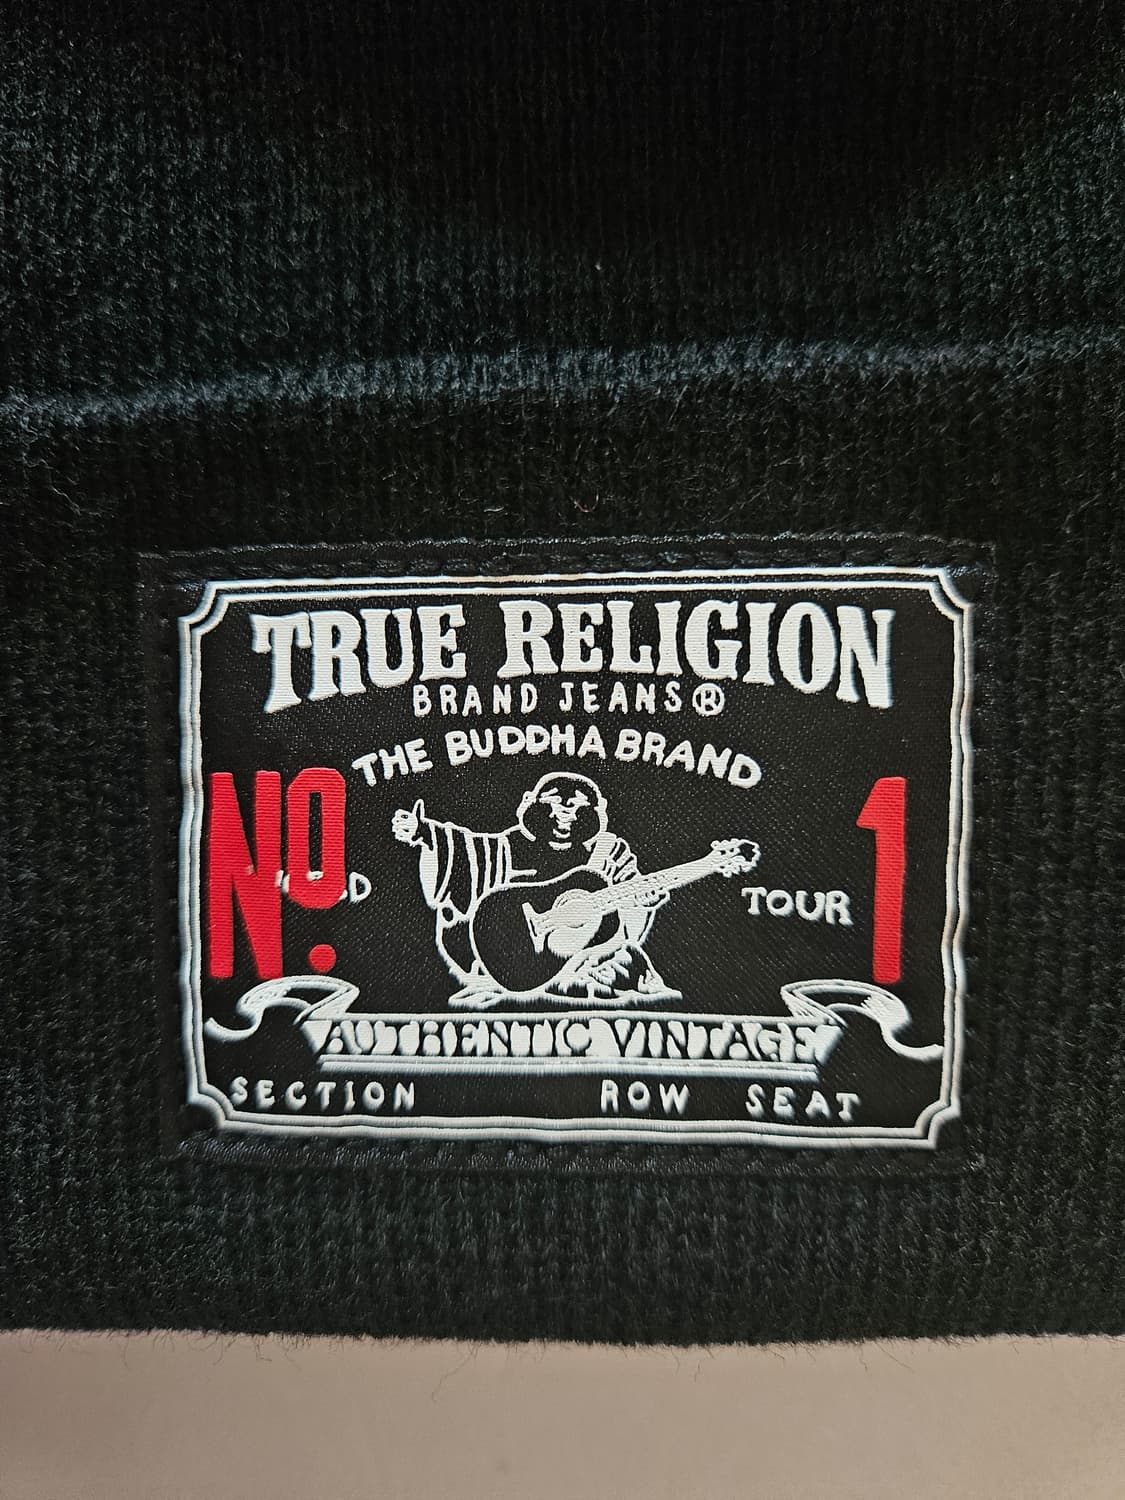 TRUE RELIGION
BRAND JEANS®
THE BUDDHA BRAND
No. 1
TOUR
AUTHENTIC VINTAGE
SECTION ROW SEAT